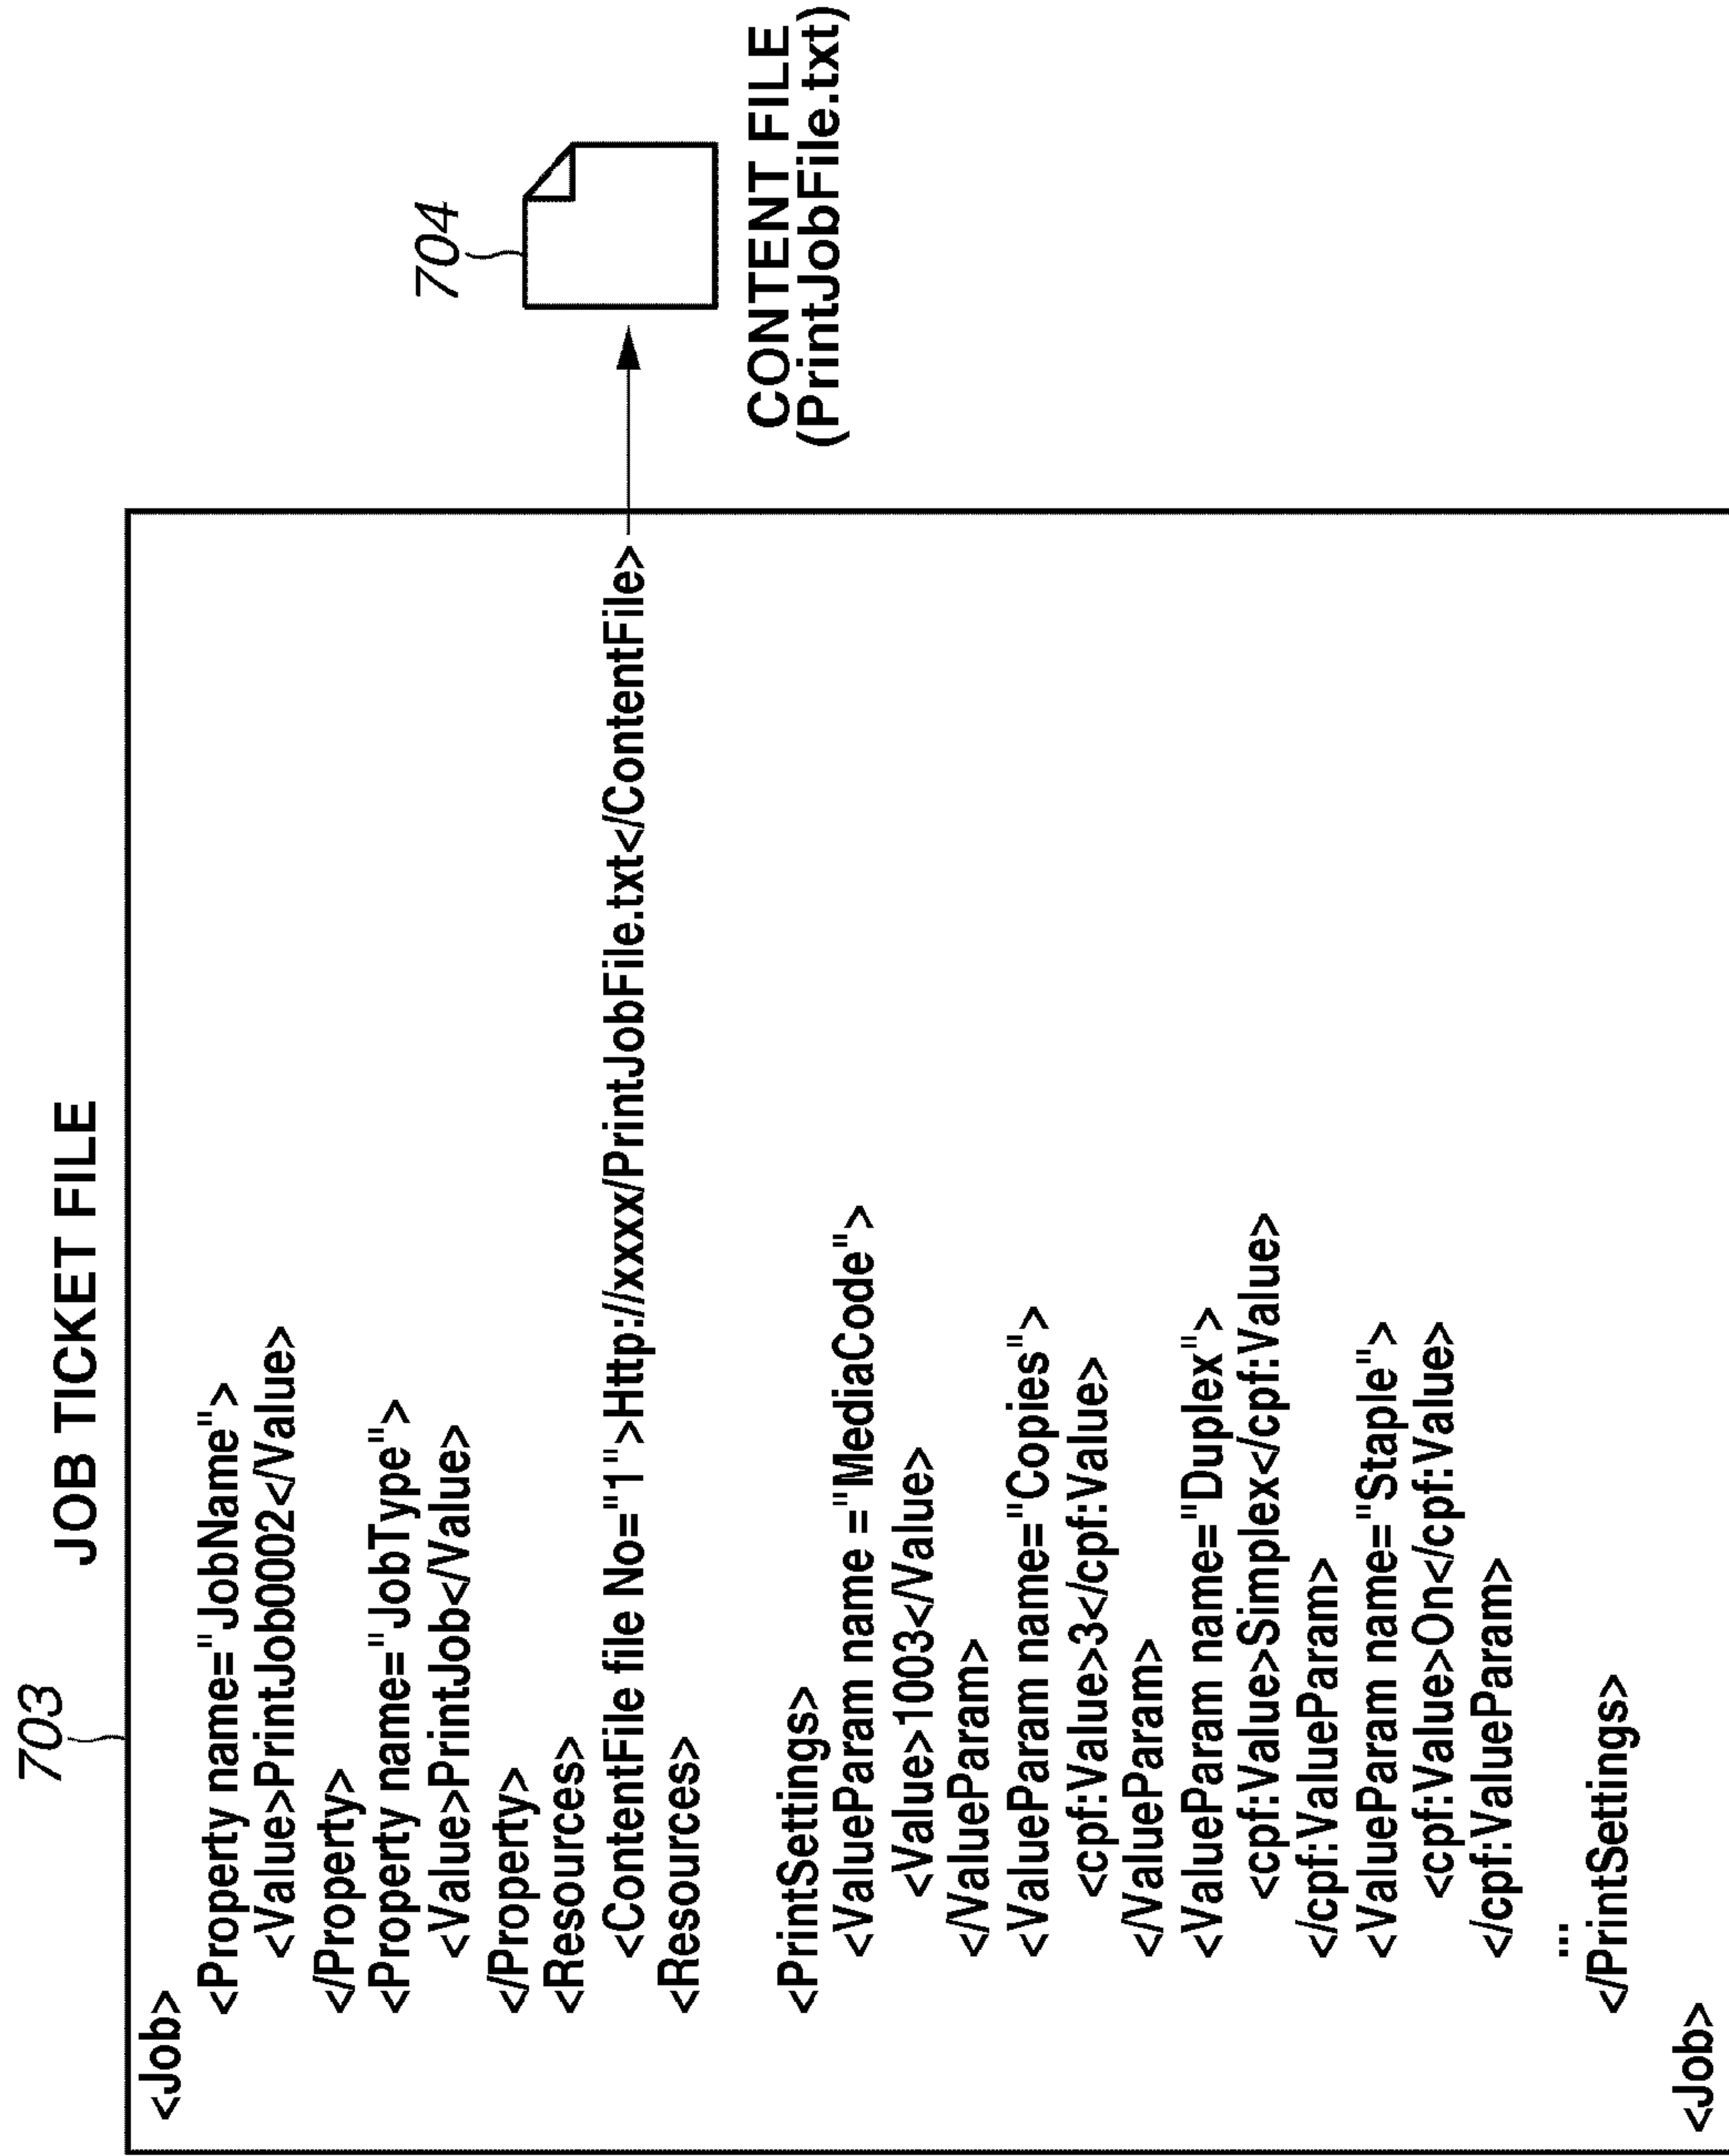 703
JOB TICKET FILE
<Job>
<Property name="JobName">
<Value>PrintJob0002</Value>
</Property>
<Property name="JobType">
<Value>PrintJob</Value>
</Property>
<Resources>
<ContentFile file No="1">Http://xxxx/PrintJobFile.txt</ContentFile>
<Resources>
<PrintSettings>
<ValueParam name ="MediaCode">
<Value>1003</Value>
</ValueParam>
<ValueParam name="Copies">
<cpf:Value>3</cpf:Value>
</ValueParam>
<ValueParam name="Duplex">
<cpf:Value>Simplex</cpf:Value>
</cpf:ValueParam>
<ValueParam name="Staple">
<cpf:Value>On</cpf:Value>
</cpf:ValueParam>
...
</PrintSettings>
<Job>
704
CONTENT FILE
(PrintJobFile.txt)